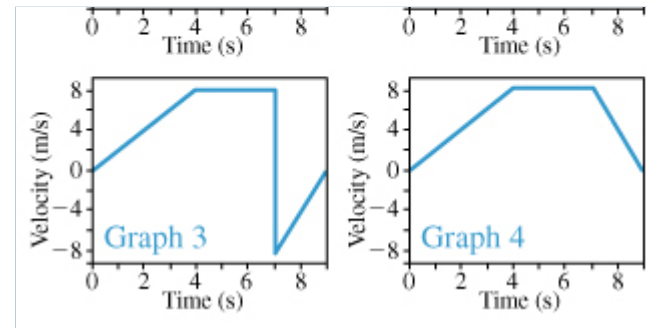 0 2 4 6 8 0 2 4 6 8
Time (s) Time (s)
8 8
4 4
0 0
−4 −4
−8 −8
Velocity (m/s) Velocity (m/s)
Graph 3 Graph 4
0 2 4 6 8 0 2 4 6 8
Time (s) Time (s)